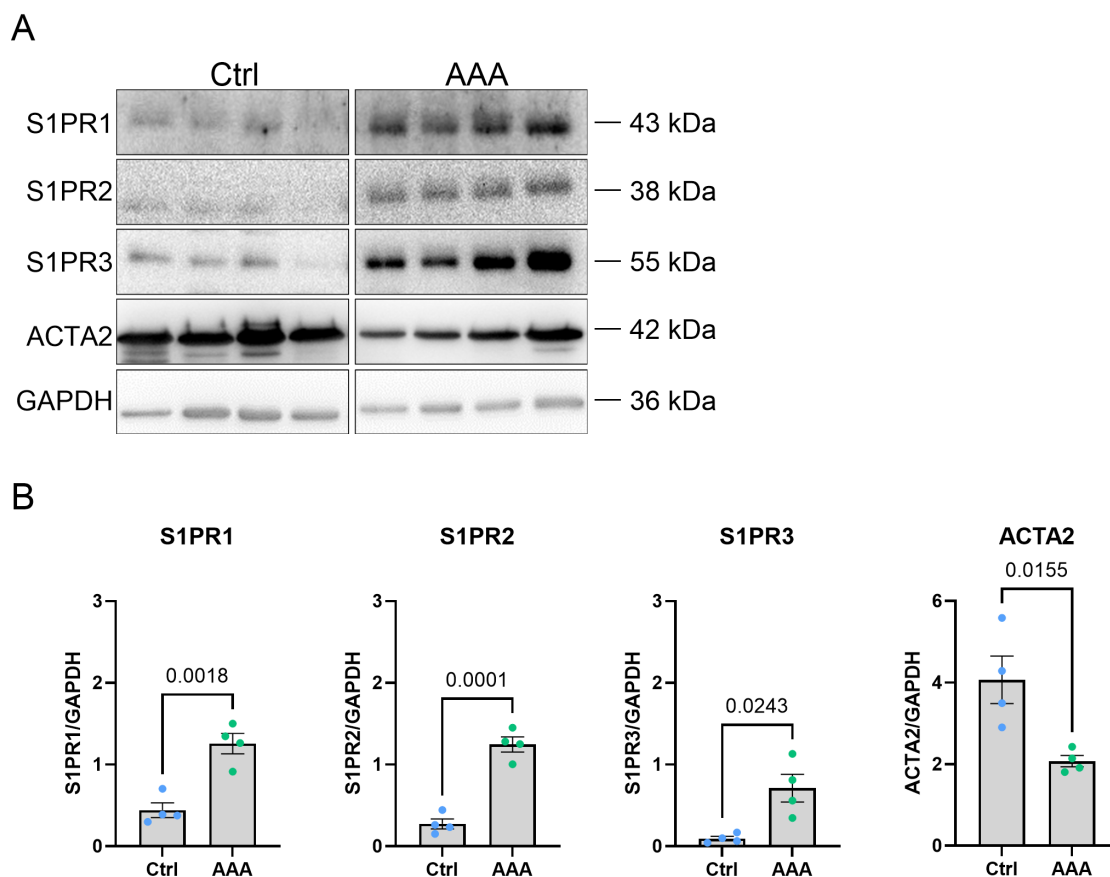 A
Ctrl AAA
S1PR1 43 kDa
S1PR2 38 kDa
S1PR3 55 kDa
ACTA2 42 kDa
GAPDH 36 kDa
B
S1PR1
S1PR1/GAPDH
3
2
1
0
0.0018
Ctrl AAA
S1PR2
S1PR2/GAPDH
3
2
1
0
0.0001
Ctrl AAA
S1PR3
S1PR3/GAPDH
3
2
1
0
0.0243
Ctrl AAA
ACTA2
ACTA2/GAPDH
6
4
2
0
0.0155
Ctrl AAA